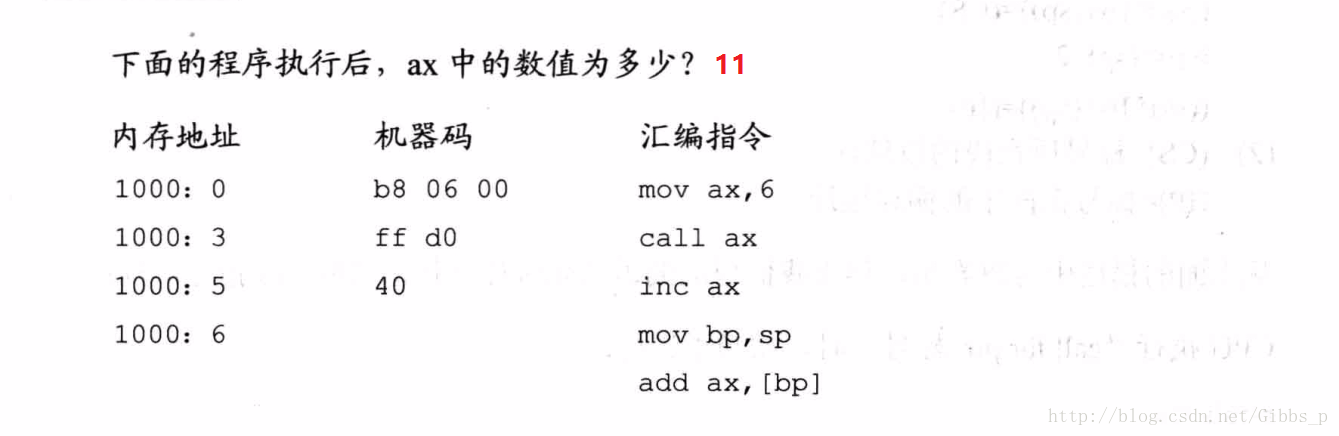 下面的程序执行后，ax 中的数值为多少？ 11
内存地址 机器码 汇编指令
1000：0 b8 06 00 mov ax,6
1000：3 ff d0 call ax
1000：5 40 inc ax
1000：6 mov bp,sp
add ax,[bp]
http://blog.csdn.net/Gibbs_p